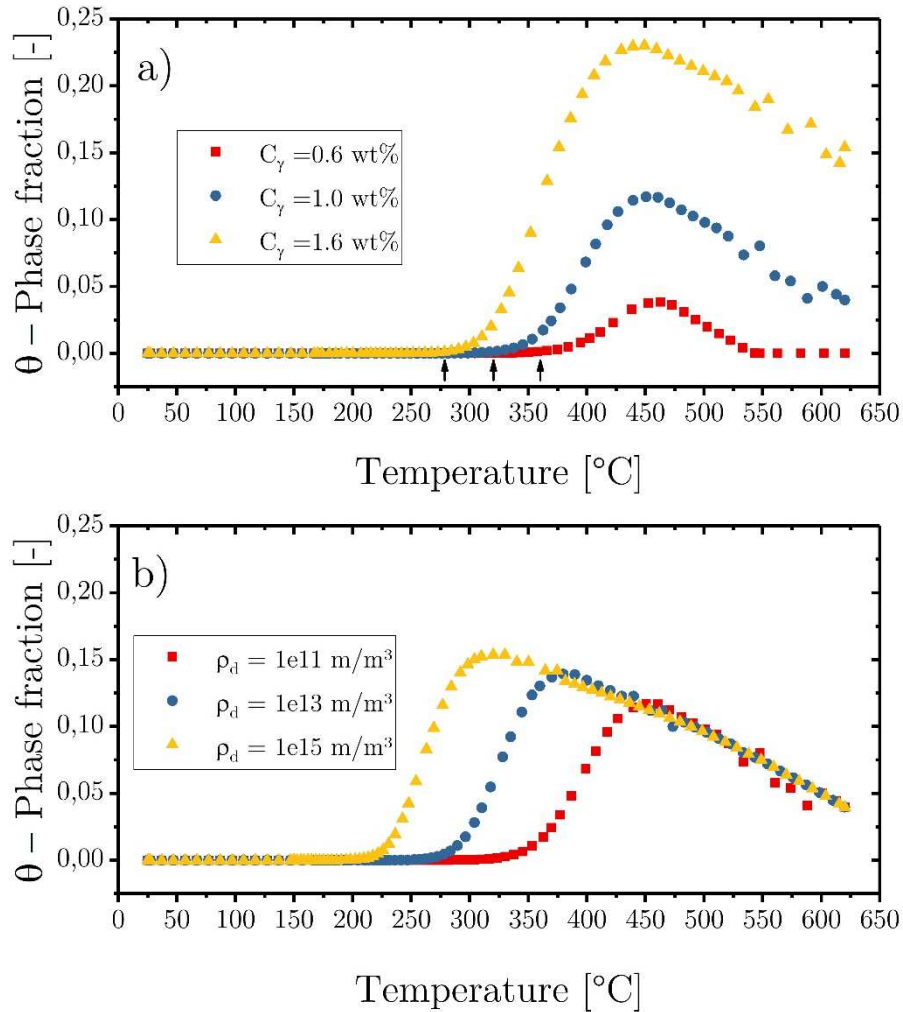 a)
θ – Phase fraction [-]
0,25
0,20
0,15
0,10
0,05
0,00
C_γ =0.6 wt%
C_γ =1.0 wt%
C_γ =1.6 wt%
0 50 100 150 200 250 300 350 400 450 500 550 600 650
Temperature [°C]
b)
θ – Phase fraction [-]
0,25
0,20
0,15
0,10
0,05
0,00
ρ_d = 1e11 m/m³
ρ_d = 1e13 m/m³
ρ_d = 1e15 m/m³
0 50 100 150 200 250 300 350 400 450 500 550 600 650
Temperature [°C]